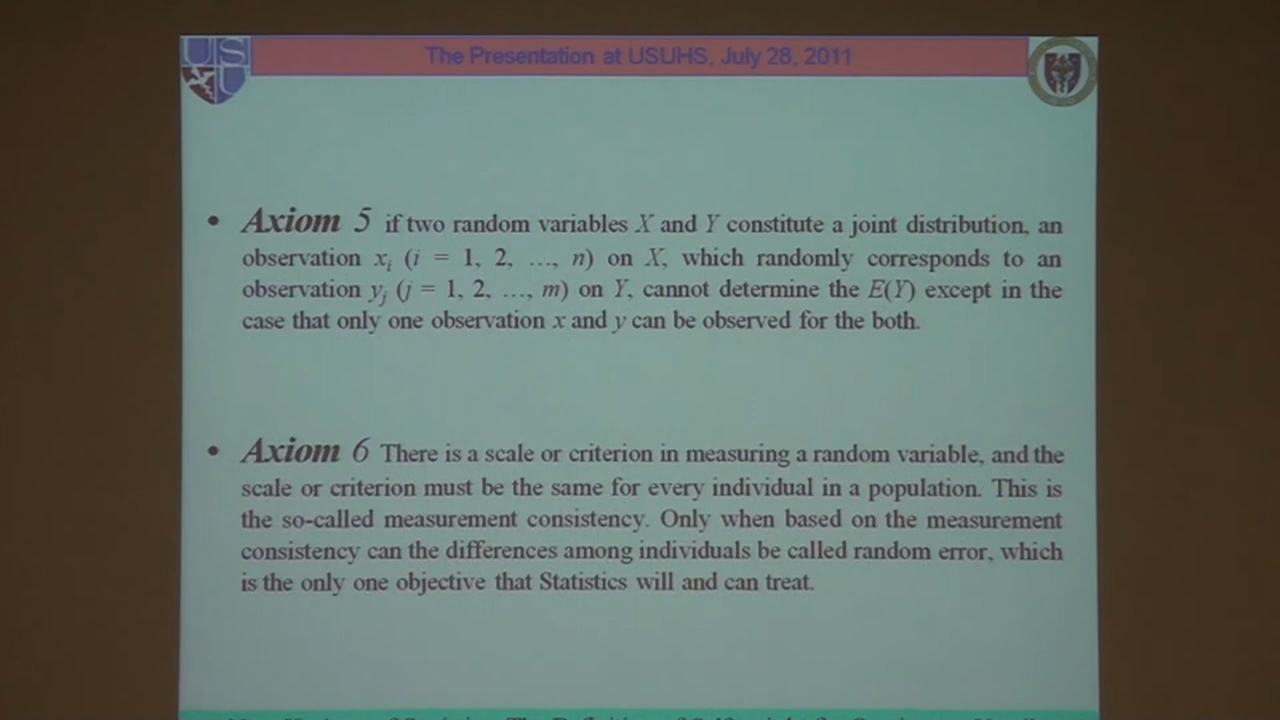 The Presentation at USUHS, July 28, 2011
US
U
• Axiom 5 if two random variables X and Y constitute a joint distribution, an
observation xi (i = 1, 2, ..., n) on X, which randomly corresponds to an
observation yj (j = 1, 2, ..., m) on Y, cannot determine the E(Y) except in the
case that only one observation x and y can be observed for the both.
• Axiom 6 There is a scale or criterion in measuring a random variable, and the
scale or criterion must be the same for every individual in a population. This is
the so-called measurement consistency. Only when based on the measurement
consistency can the differences among individuals be called random error, which
is the only one objective that Statistics will and can treat.